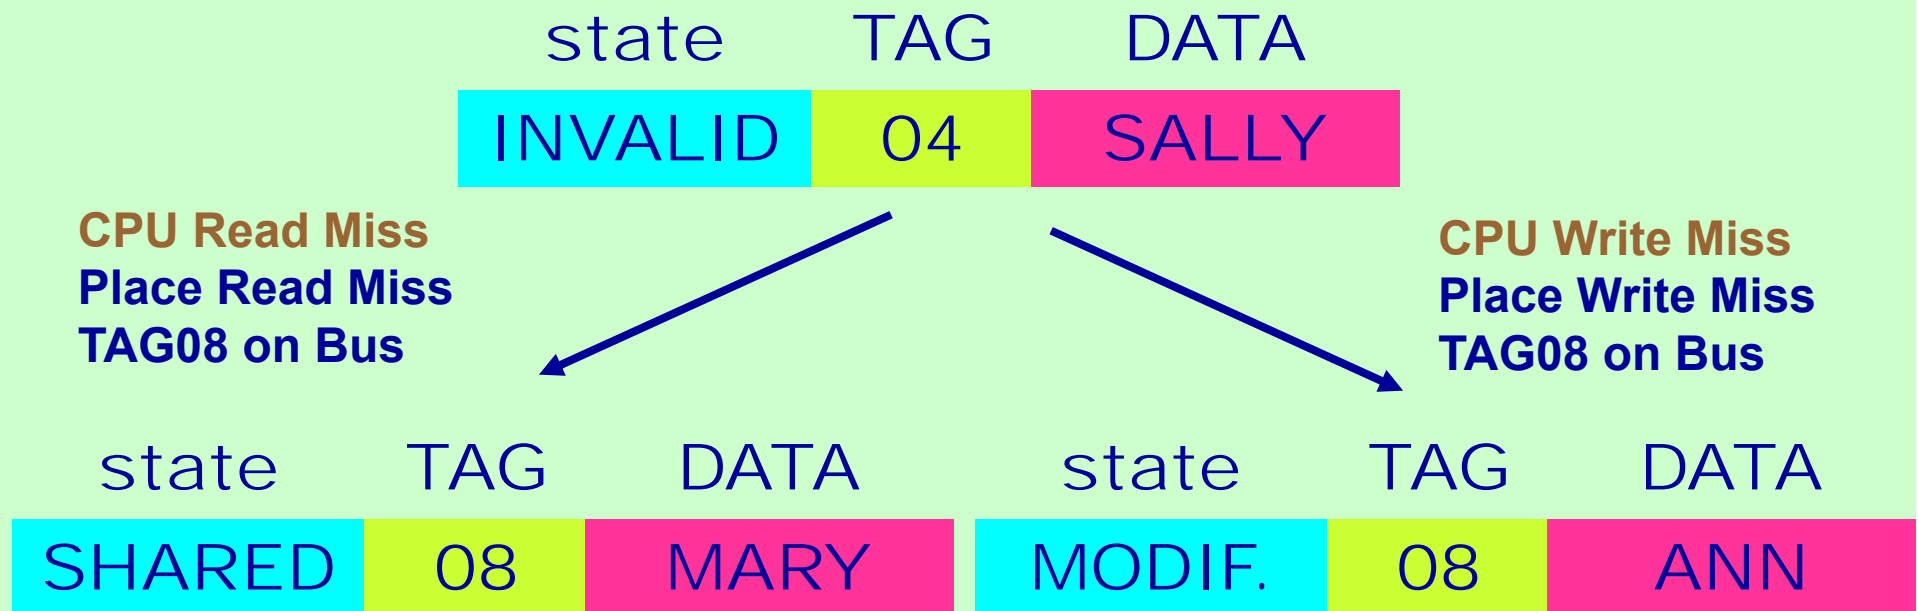 state TAG DATA
INVALID 04 SALLY
CPU Read Miss
Place Read Miss
TAG08 on Bus
CPU Write Miss
Place Write Miss
TAG08 on Bus
state TAG DATA
SHARED 08 MARY
state TAG DATA
MODIF. 08 ANN